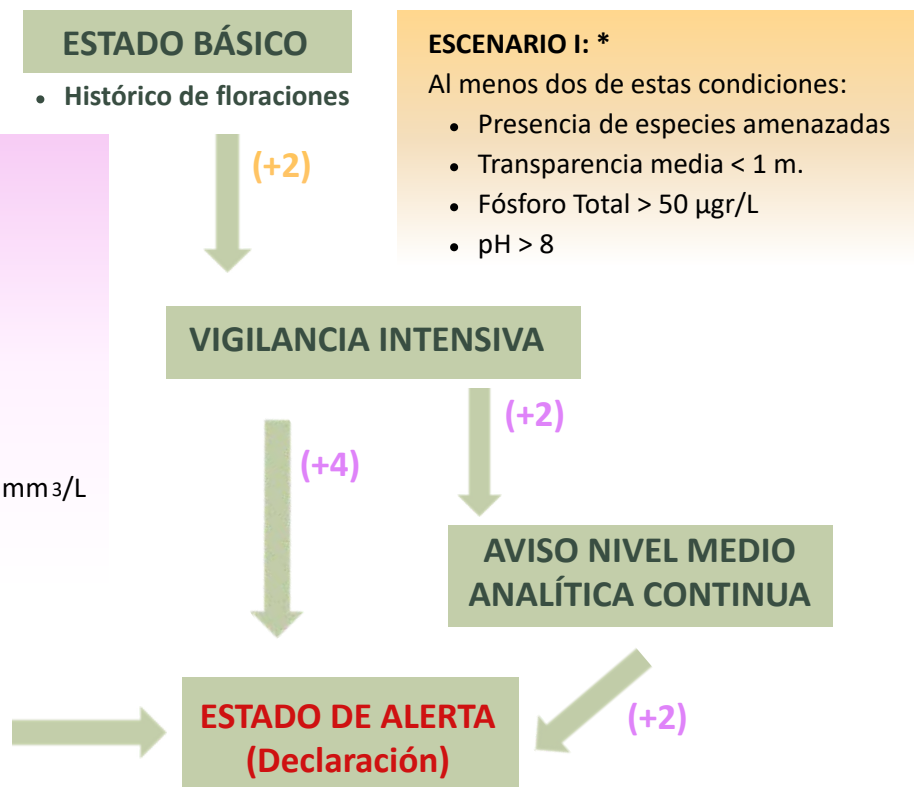 ESTADO BÁSICO
• Histórico de floraciones
(+2)
ESCENARIO I: *
Al menos dos de estas condiciones:
• Presencia de especies amenazadas
• Transparencia media < 1 m.
• Fósforo Total > 50 µgr/L
• pH > 8
VIGILANCIA INTENSIVA
(+2)
(+4)
mm3/L
AVISO NIVEL MEDIO
ANALÍTICA CONTINUA
ESTADO DE ALERTA
(Declaración)
(+2)